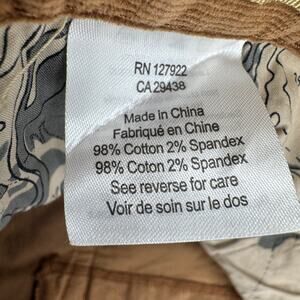 RN 127922
CA 29438
Made in China
Fabriqué en Chine
98% Cotton 2% Spandex
98% Cotton 2% Spandex
See reverse for care
Voir de soin sur le dos